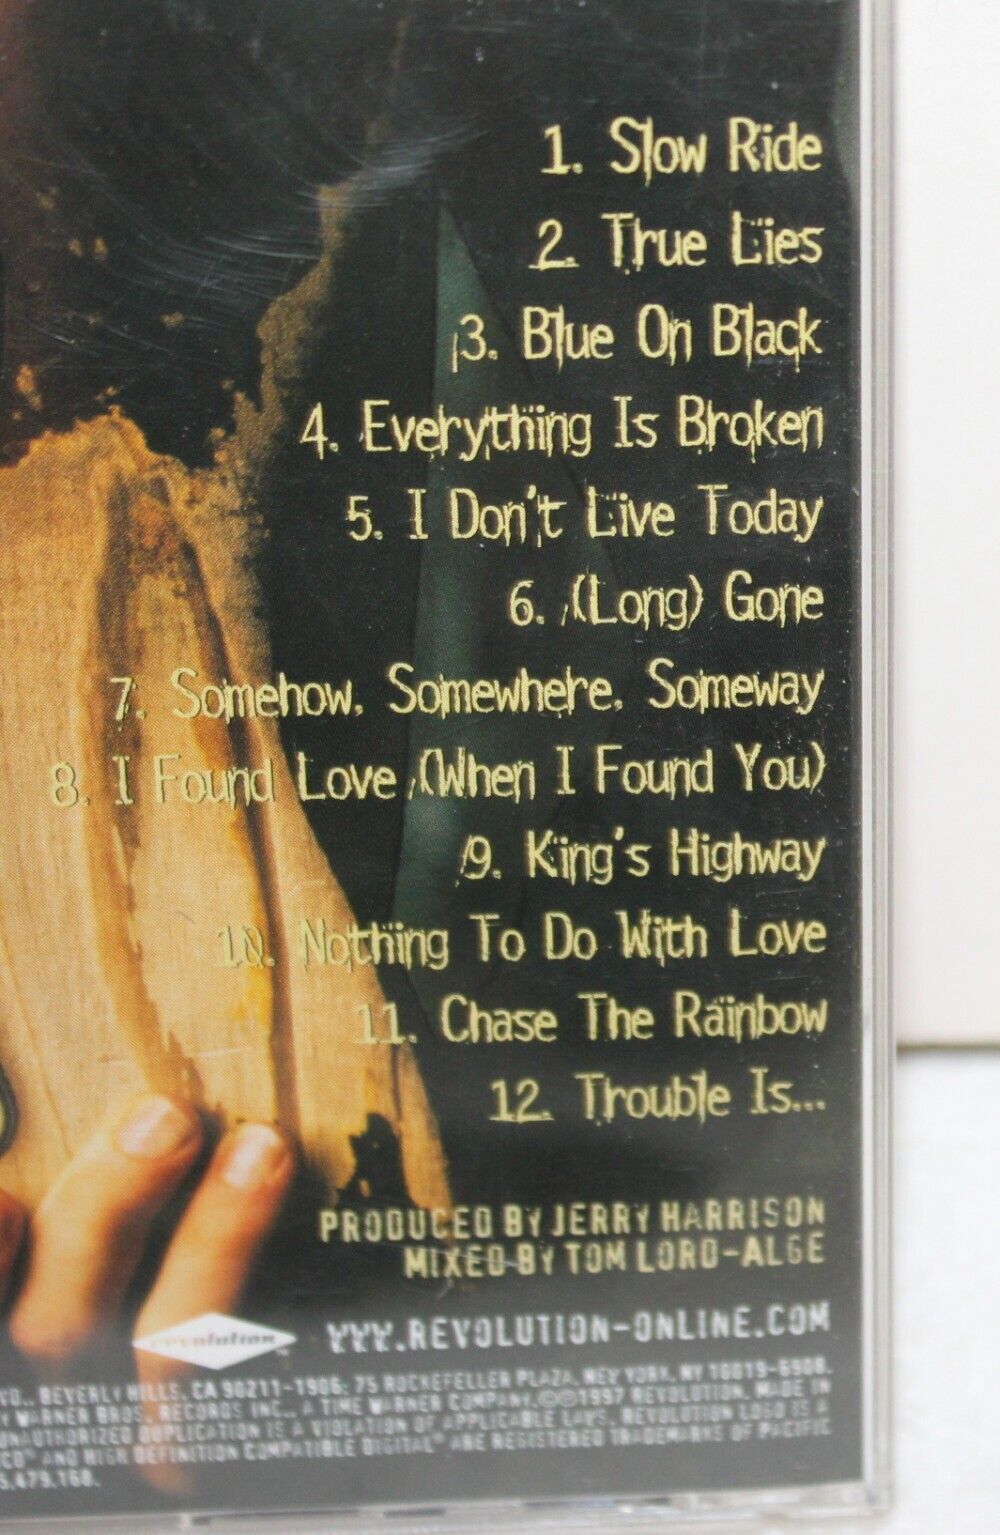 1. Slow Ride
2. True Lies
3. Blue On Black
4. Everything Is Broken
5. I Don't Live Today
6. (Long) Gone
7. Somehow, Somewhere, Someway
8. I Found Love (When I Found You)
9. King's Highway
10. Nothing To Do With Love
11. Chase The Rainbow
12. Trouble Is...
PRODUCED BY JERRY HARRISON
MIXED BY TOM LORD-ALGE
revolution
WWW.REVOLUTION-ONLINE.COM
BEVERLY HILLS, CA 90211-1906; 75 ROCKEFELLER PLAZA, NEW YORK, NY 10019-6908.
WARNER BROS. RECORDS INC., A TIME WARNER COMPANY. ©℗1997 REVOLUTION. MADE IN
UNAUTHORIZED DUPLICATION IS A VIOLATION OF APPLICABLE LAWS. REVOLUTION LOGO IS A
AND HIGH DEFINITION COMPATIBLE DIGITAL® ARE REGISTERED TRADEMARKS OF PACIFIC
5,479,168.